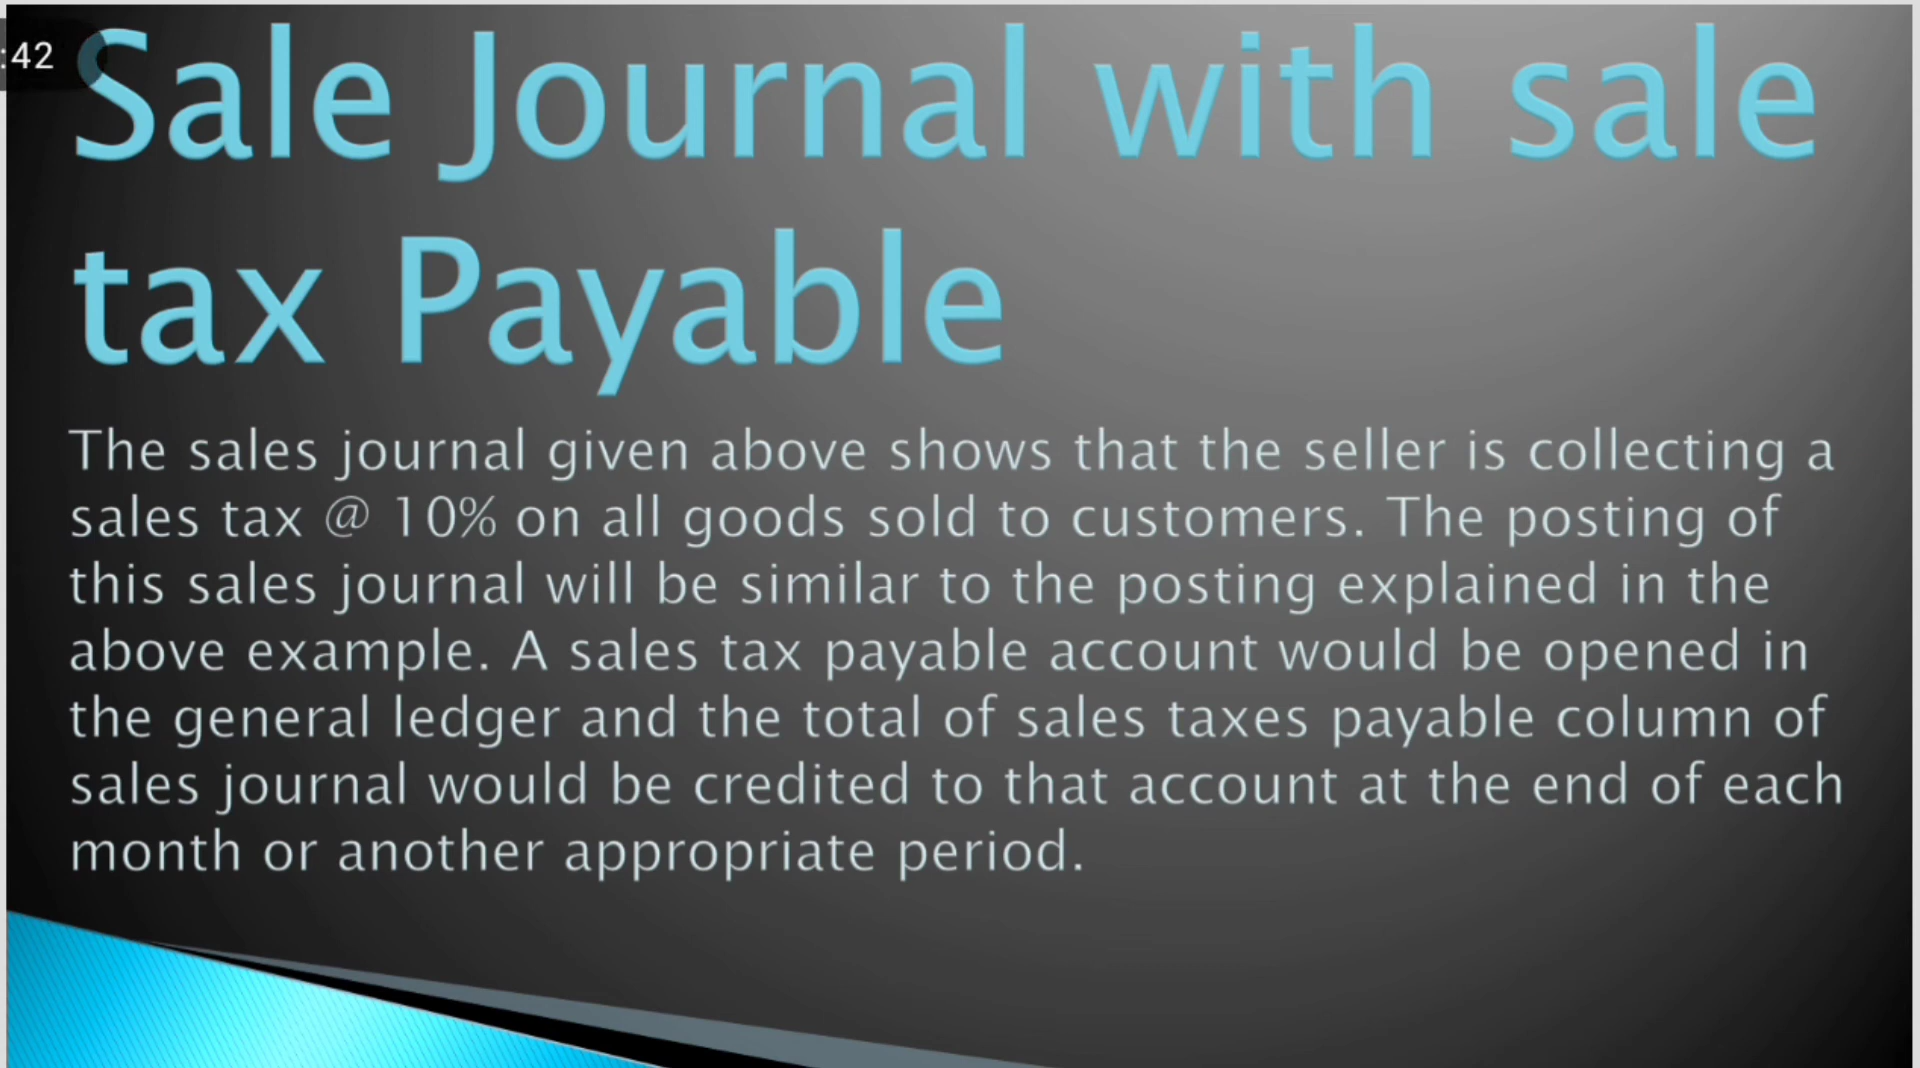 :42
Sale Journal with sale
tax Payable
The sales journal given above shows that the seller is collecting a
sales tax @ 10% on all goods sold to customers. The posting of
this sales journal will be similar to the posting explained in the
above example. A sales tax payable account would be opened in
the general ledger and the total of sales taxes payable column of
sales journal would be credited to that account at the end of each
month or another appropriate period.